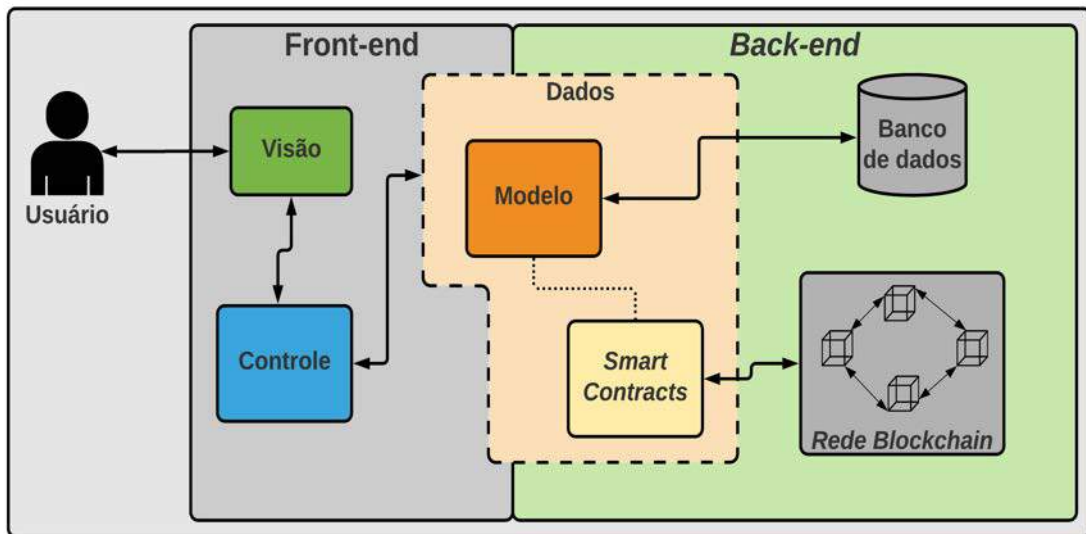 Front-end
Back-end
Dados
Usuário
Visão
Controle
Modelo
Smart
Contracts
Banco
de dados
Rede Blockchain